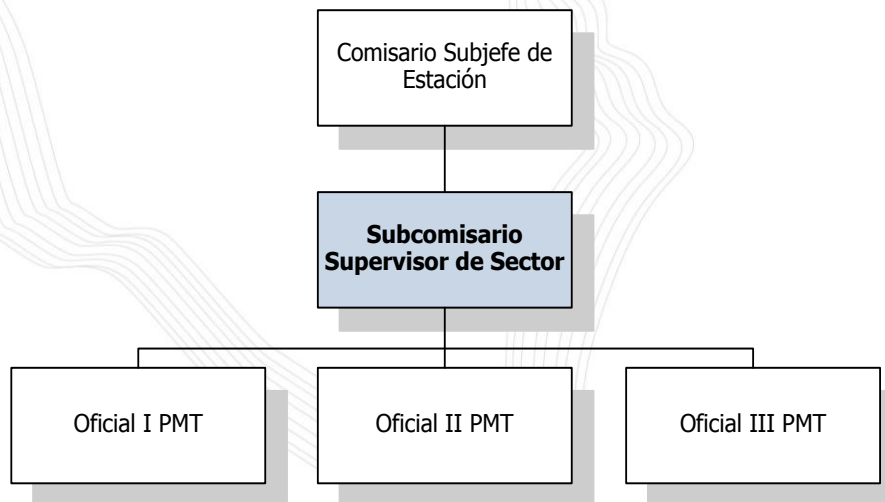 Comisario Subjefe de
Estación
Subcomisario
Supervisor de Sector
Oficial I PMT
Oficial II PMT
Oficial III PMT